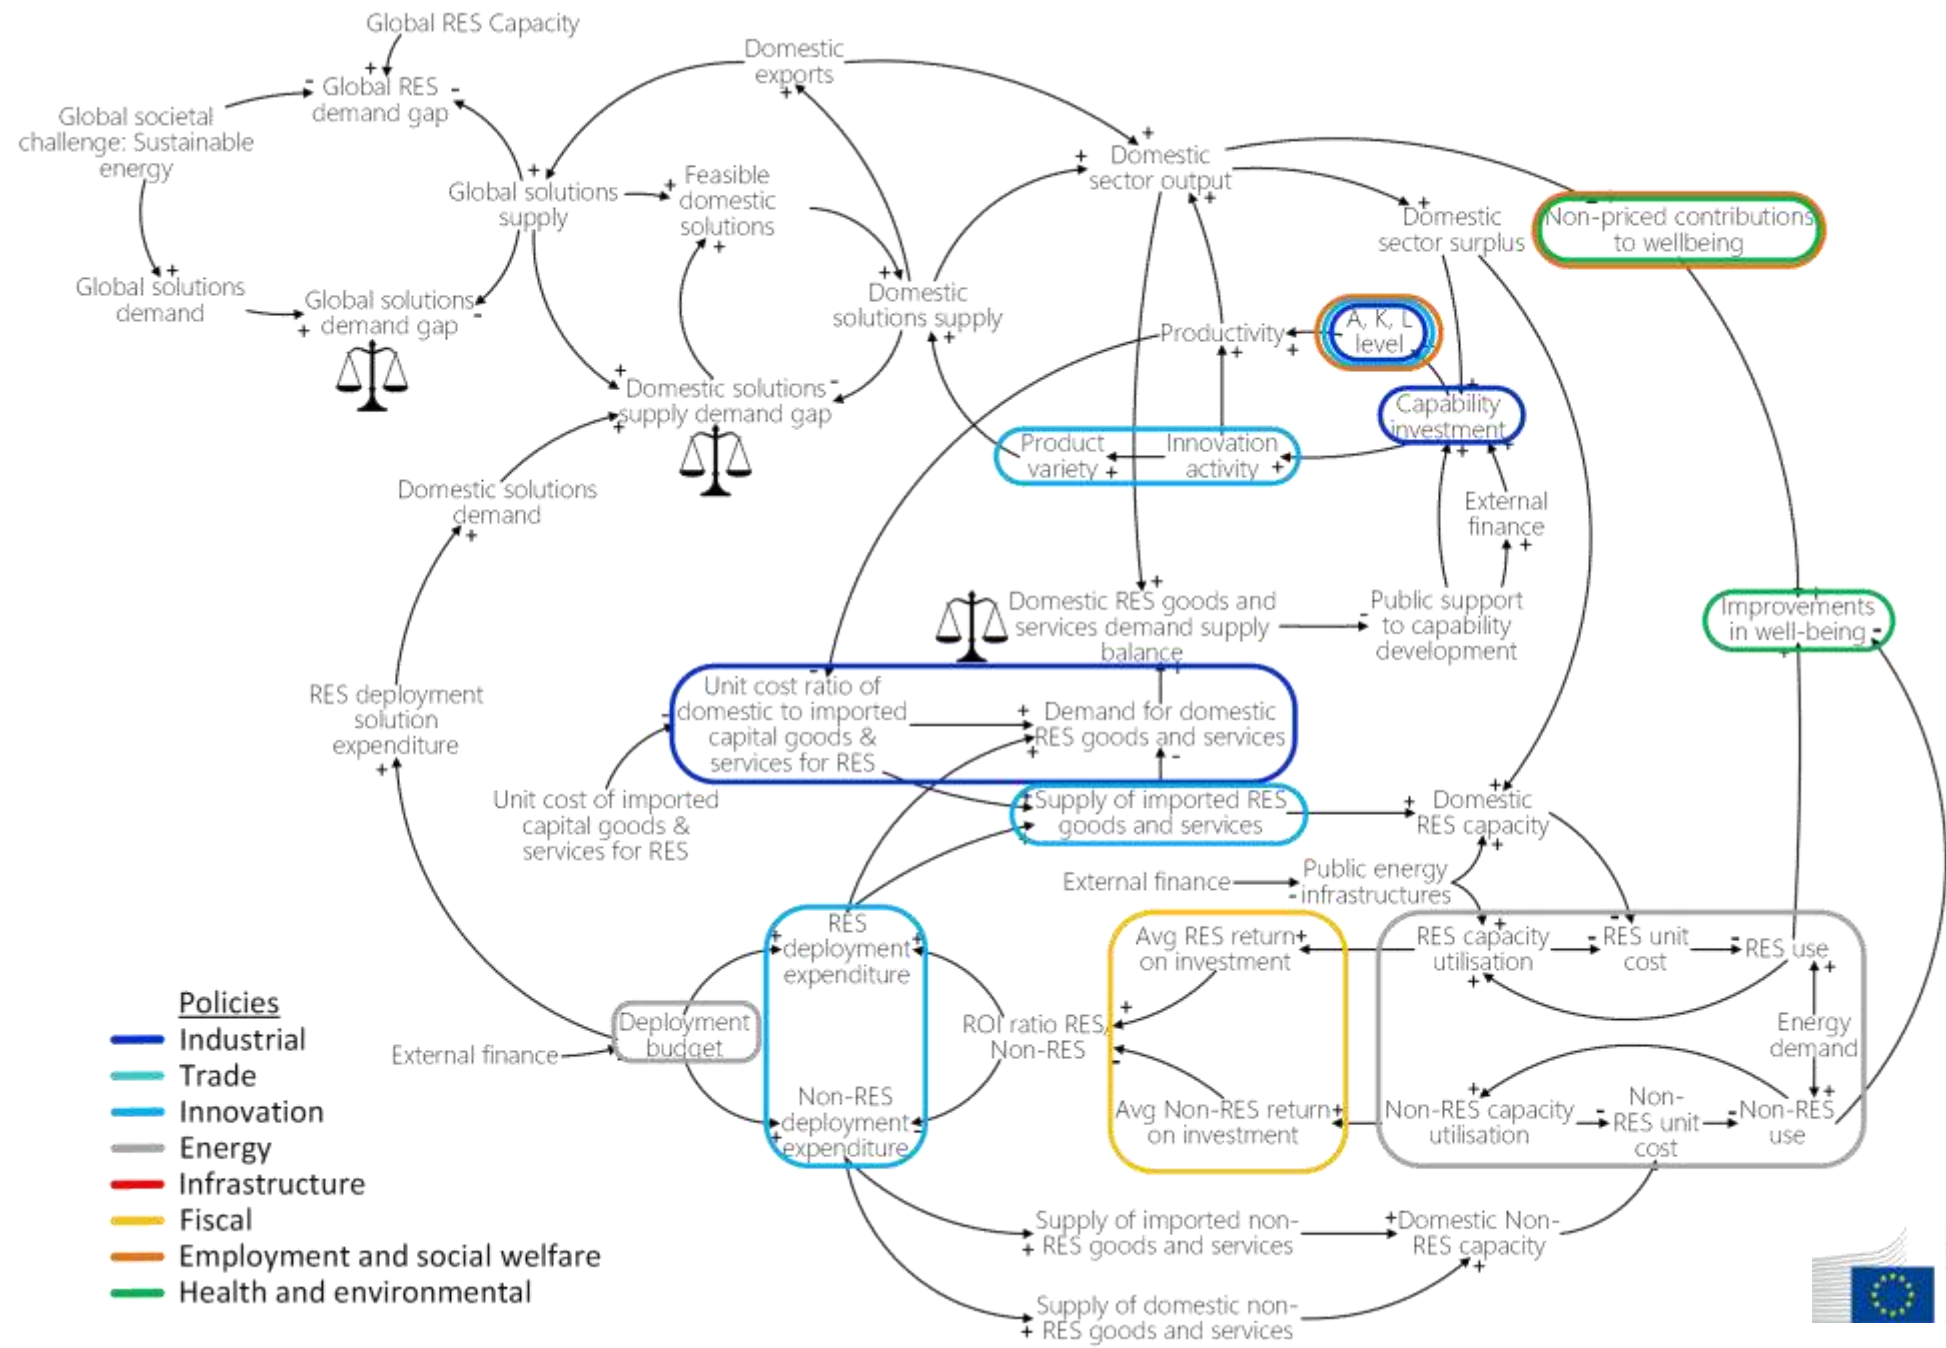 Global RES Capacity
Global RES
demand gap
Global societal
challenge: Sustainable
energy
Domestic
exports
Global solutions
supply
Feasible
domestic
solutions
Domestic
sector output
Domestic
sector surplus
Non-priced contributions
to wellbeing
Global solutions
demand
Global solutions
demand gap
Domestic
solutions supply
Productivity
A, K, L
level
Domestic solutions
supply demand gap
Capability
investment
Product
variety
Innovation
activity
Domestic solutions
demand
External
finance
Domestic RES goods and
services demand supply
balance
Public support
to capability
development
Improvements
in well-being
RES deployment
solution
expenditure
Unit cost ratio of
domestic to imported
capital goods &
services for RES
Demand for domestic
RES goods and services
Unit cost of imported
capital goods &
services for RES
Supply of imported RES
goods and services
Domestic
RES capacity
External finance
Public energy
infrastructures
RES
deployment
expenditure
Avg RES return
on investment
RES capacity
utilisation
RES unit
cost
RES use
Deployment
budget
External finance
ROI ratio RES/
Non-RES
Energy
demand
Non-RES
deployment
expenditure
Avg Non-RES return
on investment
Non-RES capacity
utilisation
Non-
RES unit
cost
Non-RES
use
Supply of imported non-
RES goods and services
Domestic Non-
RES capacity
Supply of domestic non-
RES goods and services
Policies
Industrial
Trade
Innovation
Energy
Infrastructure
Fiscal
Employment and social welfare
Health and environmental